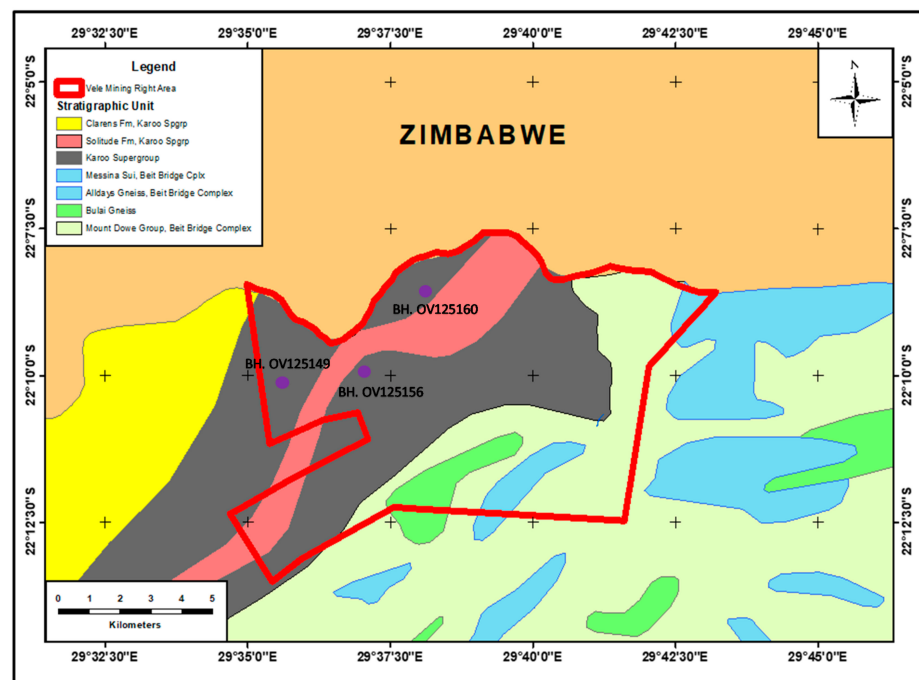 29°32'30"E 29°35'0"E 29°37'30"E 29°40'0"E 29°42'30"E 29°45'0"E
22°5'0"S
22°7'30"S
22°10'0"S
22°12'30"S
Legend
Vele Mining Right Area
Stratigraphic Unit
Clarens Fm, Karoo Spgrp
Solitude Fm, Karoo Spgrp
Karoo Supergroup
Messina Sui, Beit Bridge Cplx
Alldays Gneiss, Beit Bridge Complex
Bulai Gneiss
Mount Dowe Group, Beit Bridge Complex
ZIMBABWE
N
22°5'0"S
22°7'30"S
22°10'0"S
22°12'30"S
BH. OV125160
BH. OV125149
BH. OV125156
0 1 2 3 4 5
Kilometers
29°32'30"E 29°35'0"E 29°37'30"E 29°40'0"E 29°42'30"E 29°45'0"E